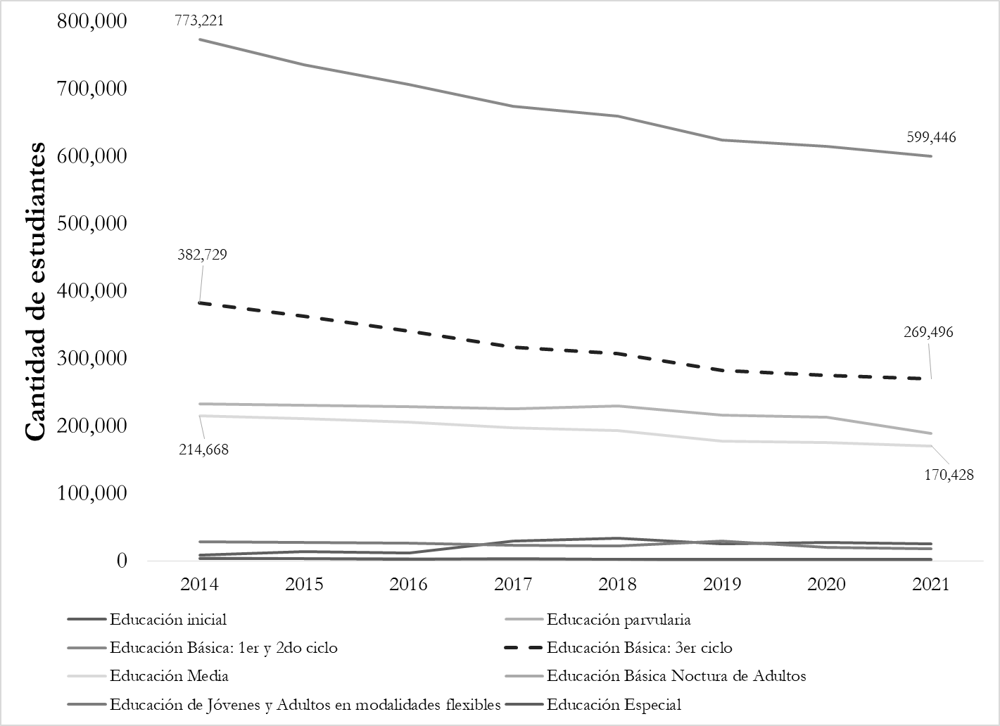 Cantidad de estudiantes
800,000
700,000
600,000
500,000
400,000
300,000
200,000
100,000
0
773,221
599,446
382,729
269,496
214,668
170,428
2014 2015 2016 2017 2018 2019 2020 2021
Educación inicial
Educación parvularia
Educación Básica: 1er y 2do ciclo
Educación Básica: 3er ciclo
Educación Media
Educación Básica Noctura de Adultos
Educación de Jóvenes y Adultos en modalidades flexibles
Educación Especial